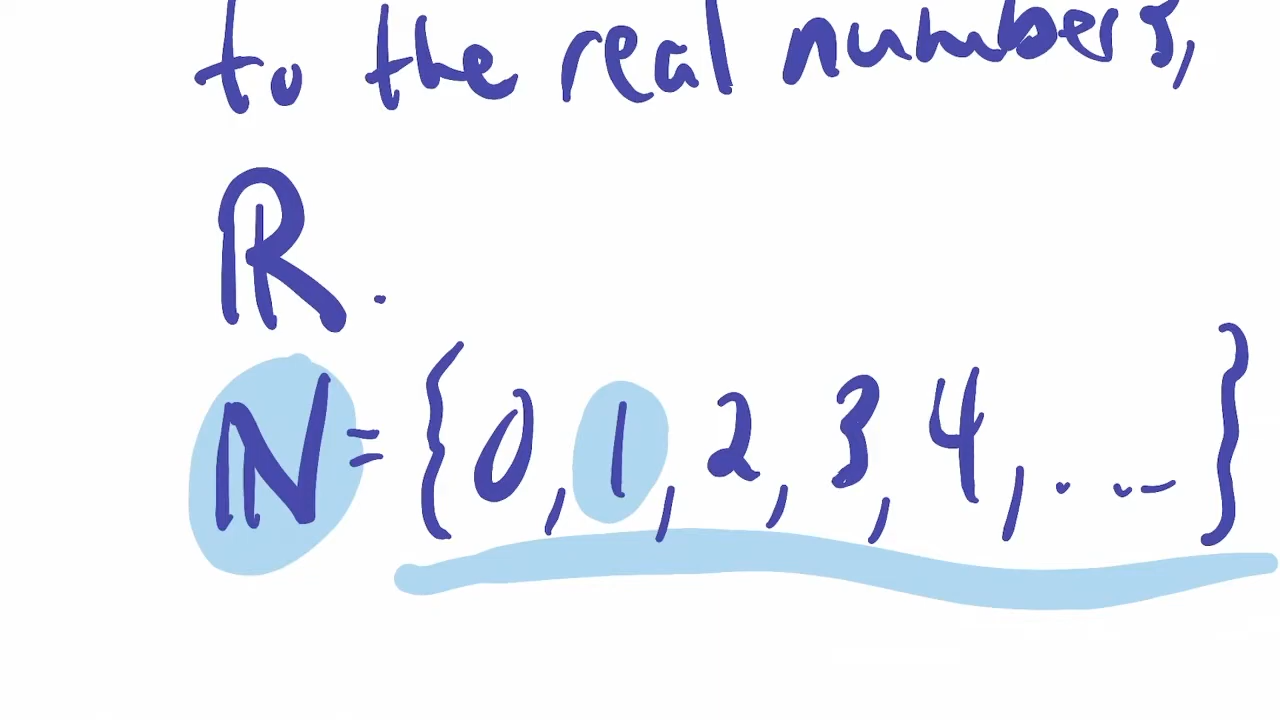 to the real numbers,
ℝ.
ℕ = {0, 1, 2, 3, 4, ...}